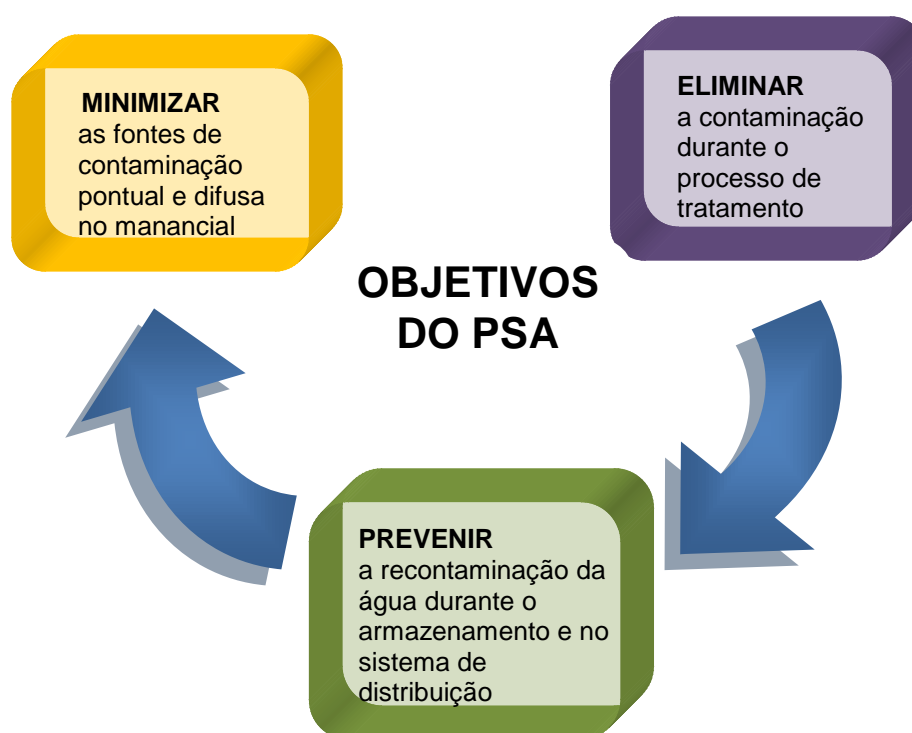 MINIMIZAR
as fontes de
contaminação
pontual e difusa
no manancial
ELIMINAR
a contaminação
durante o
processo de
tratamento
OBJETIVOS
DO PSA
PREVENIR
a recontaminação da
água durante o
armazenamento e no
sistema de
distribuição